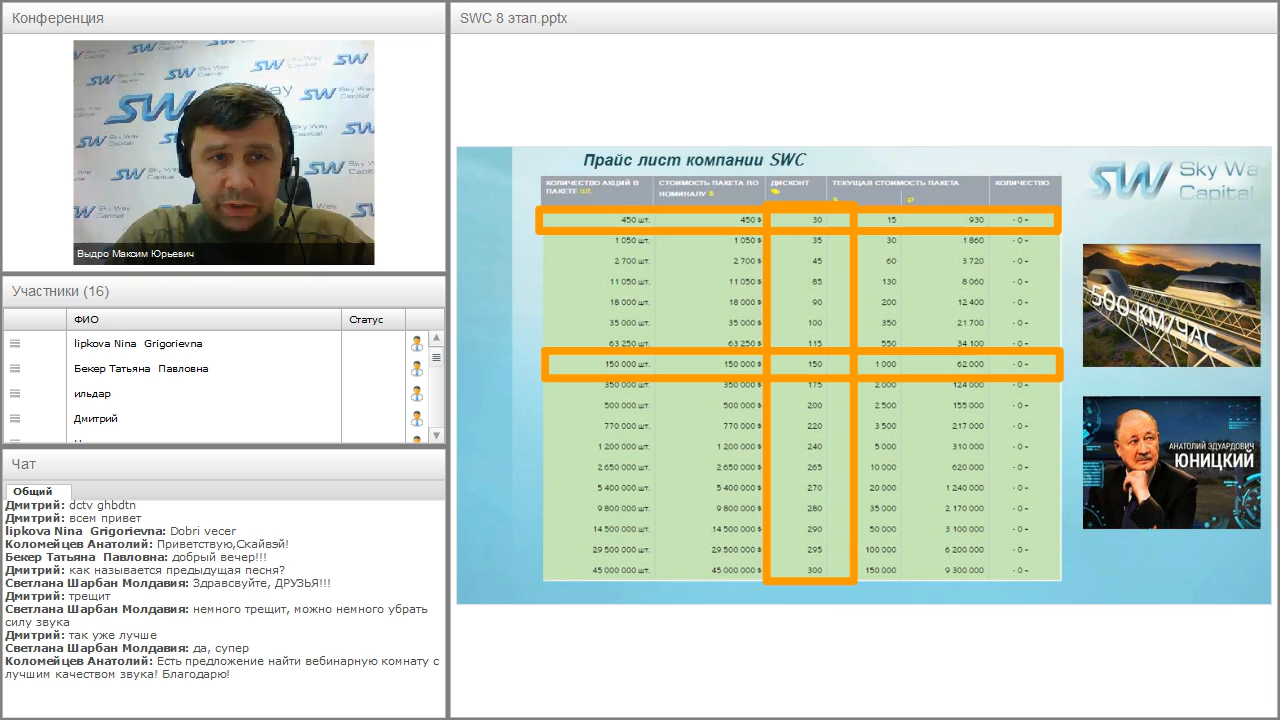 Конференция
SW Sky Way Capital
Выдро Максим Юрьевич
Участники (16)
ФИО Статус
lipkova Nina Grigorievna
Бекер Татьяна Павловна
ильдар
Дмитрий
Чат
Общий
Дмитрий: dctv ghbdtn
Дмитрий: всем привет
lipkova Nina Grigorievna: Dobri vecer
Коломейцев Анатолий: Приветствую,Скайвэй!
Бекер Татьяна Павловна: добрый вечер!!!
Дмитрий: как называется предыдущая песня?
Светлана Шарбан Молдавия: Здравсвуйте, ДРУЗЬЯ!!!
Дмитрий: трещит
Светлана Шарбан Молдавия: немного трещит, можно немного убрать
силу звука
Дмитрий: так уже лучше
Светлана Шарбан Молдавия: да, супер
Коломейцев Анатолий: Есть предложение найти вебинарную комнату с
лучшим качеством звука! Благодарю!
SWC 8 этап.pptx
Прайс лист компании SWC
КОЛИЧЕСТВО АКЦИЙ В СТОИМОСТЬ ПАКЕТА ПО ДИСКОНТ ТЕКУЩАЯ СТОИМОСТЬ ПАКЕТА КОЛИЧЕСТВО
ПАКЕТЕ ШТ. НОМИНАЛУ $
$ ₽
450 шт. 450 $ 30 15 930 - 0 -
1 050 шт. 1 050 $ 35 30 1 860 - 0 -
2 700 шт. 2 700 $ 45 60 3 720 - 0 -
11 050 шт. 11 050 $ 85 130 8 060 - 0 -
18 000 шт. 18 000 $ 90 200 12 400 - 0 -
35 000 шт. 35 000 $ 100 350 21 700 - 0 -
63 250 шт. 63 250 $ 115 550 34 100 - 0 -
150 000 шт. 150 000 $ 150 1 000 62 000 - 0 -
350 000 шт. 350 000 $ 175 2 000 124 000 - 0 -
500 000 шт. 500 000 $ 200 2 500 155 000 - 0 -
770 000 шт. 770 000 $ 220 3 500 217 000 - 0 -
1 200 000 шт. 1 200 000 $ 240 5 000 310 000 - 0 -
2 650 000 шт. 2 650 000 $ 265 10 000 620 000 - 0 -
5 400 000 шт. 5 400 000 $ 270 20 000 1 240 000 - 0 -
9 800 000 шт. 9 800 000 $ 280 35 000 2 170 000 - 0 -
14 500 000 шт. 14 500 000 $ 290 50 000 3 100 000 - 0 -
29 500 000 шт. 29 500 000 $ 295 100 000 6 200 000 - 0 -
45 000 000 шт. 45 000 000 $ 300 150 000 9 300 000 - 0 -
SW Sky Wa
Capital
500 КМ/ЧАС
АНАТОЛИЙ ЭДУАРДОВИЧ
ЮНИЦКИЙ